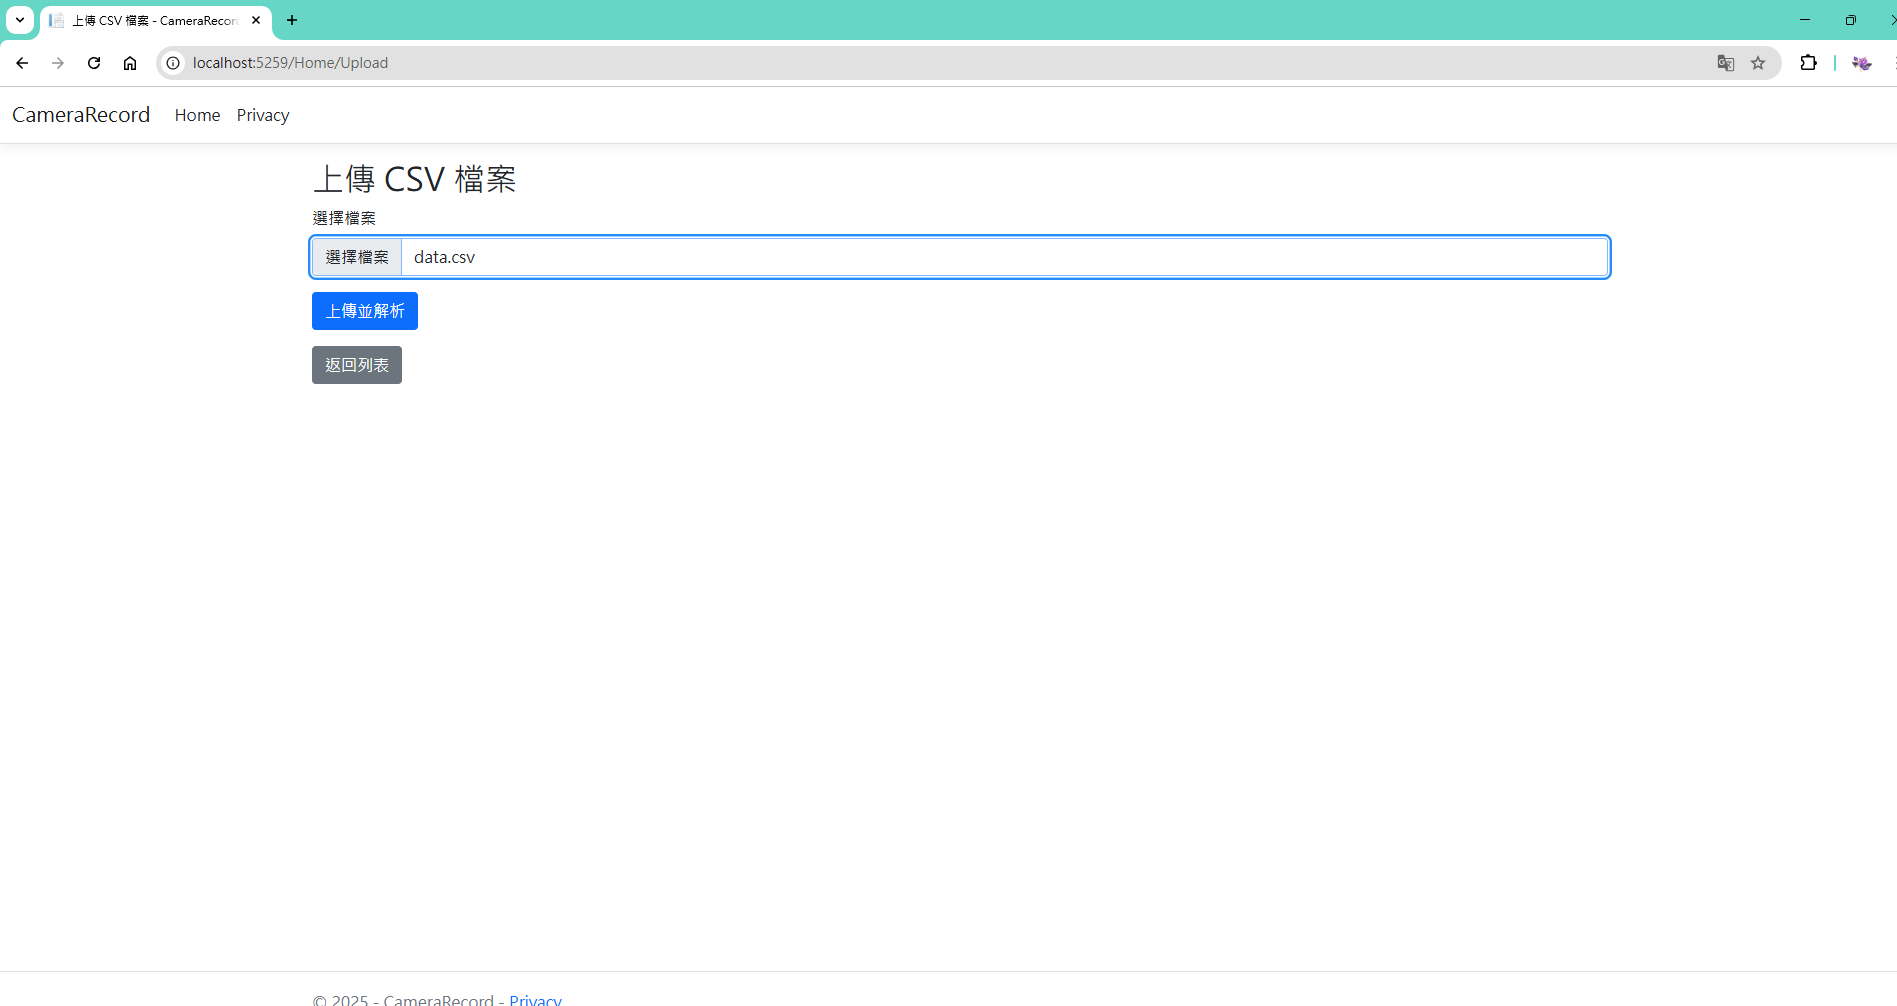 上傳 CSV 檔案 - CameraRecor
localhost:5259/Home/Upload
CameraRecord Home Privacy
上傳 CSV 檔案
選擇檔案
選擇檔案 data.csv
上傳並解析
返回列表
© 2025 - CameraRecord - Privacy